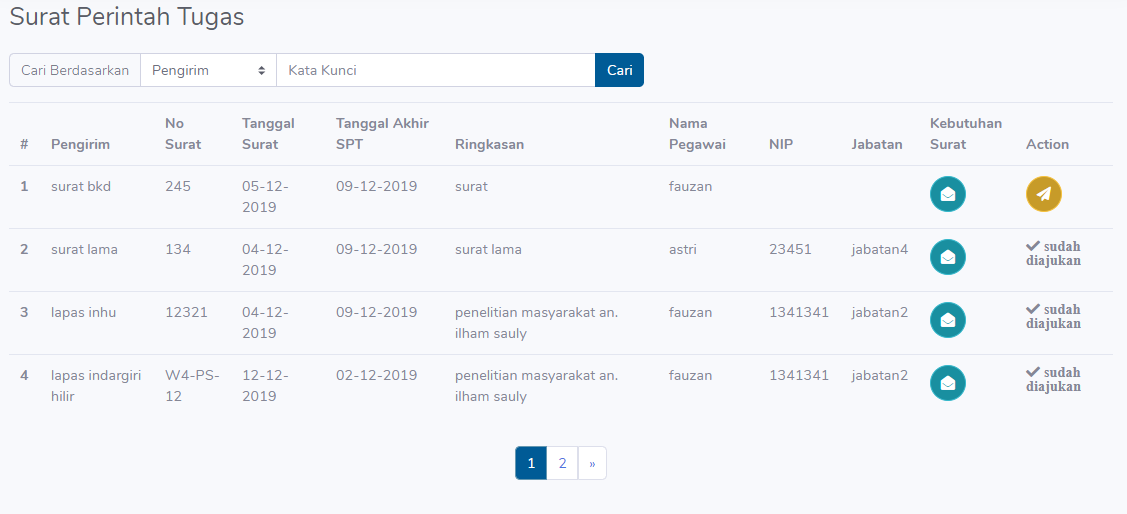 Surat Perintah Tugas
Cari Berdasarkan Pengirim Kata Kunci Cari
# Pengirim No Surat Tanggal Surat Tanggal Akhir SPT Ringkasan Nama Pegawai NIP Jabatan Kebutuhan Surat Action
1 surat bkd 245 05-12-2019 09-12-2019 surat fauzan
2 surat lama 134 04-12-2019 09-12-2019 surat lama astri 23451 jabatan4 sudah diajukan
3 lapas inhu 12321 04-12-2019 09-12-2019 penelitian masyarakat an. ilham sauly fauzan 1341341 jabatan2 sudah diajukan
4 lapas indargiri hilir W4-PS-12 12-12-2019 02-12-2019 penelitian masyarakat an. ilham sauly fauzan 1341341 jabatan2 sudah diajukan
1 2 »